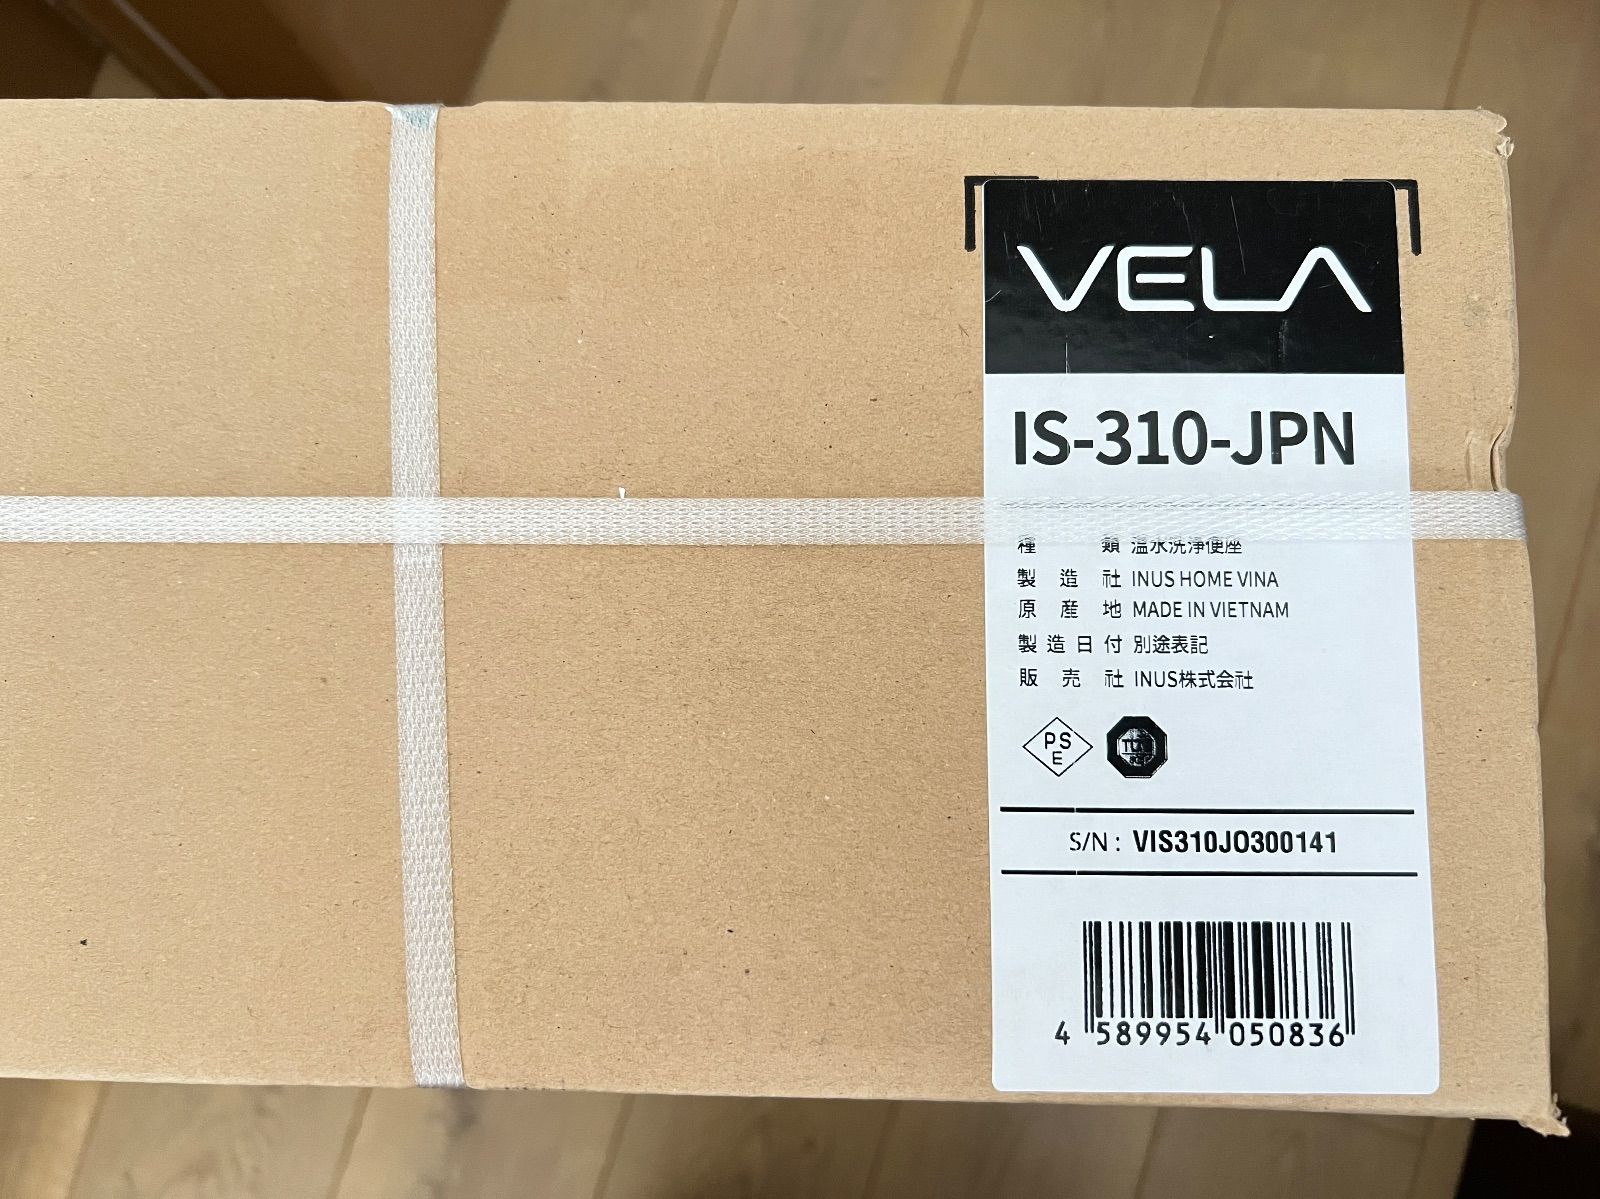 VELA
IS-310-JPN
種 類 温水洗浄便座
製 造 社 INUS HOME VINA
原 産 地 MADE IN VIETNAM
製造日付 別途表記
販 売 社 INUS株式会社
PS
E
S/N : VIS310JO300141
4 589954 050836